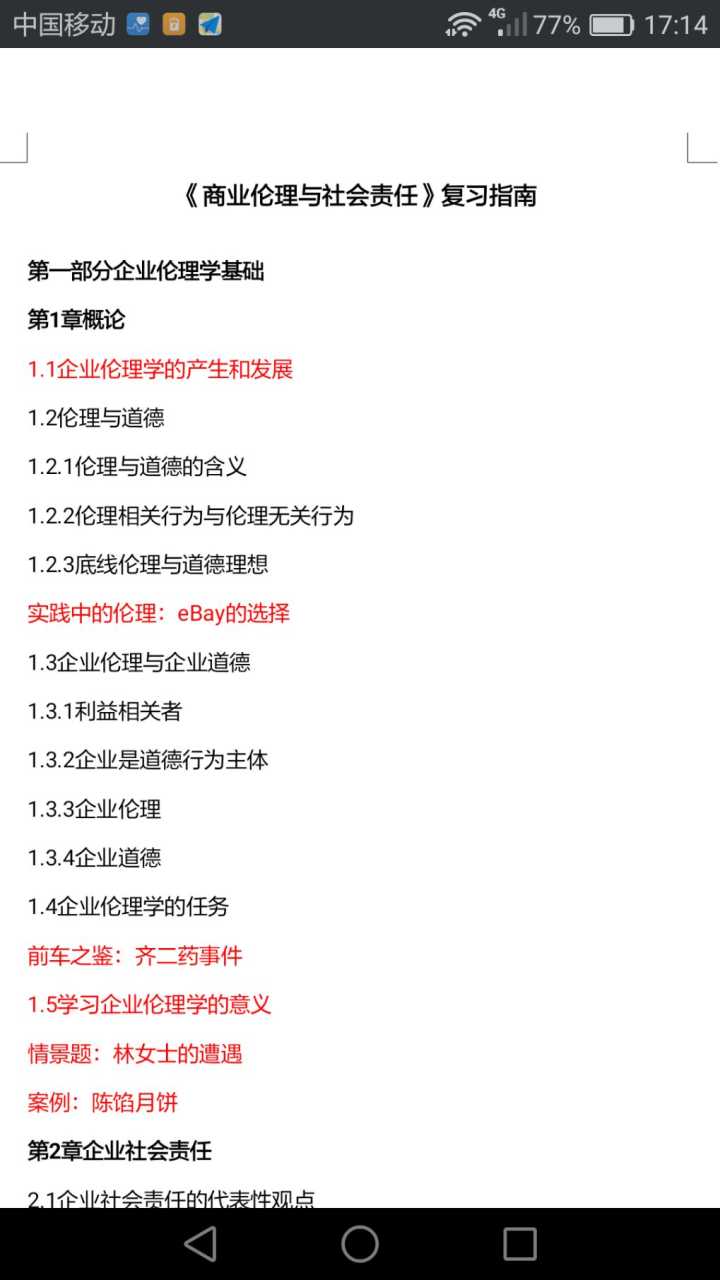 中国移动 4G 77% 17:14
《商业伦理与社会责任》复习指南
第一部分企业伦理学基础
第1章概论
1.1企业伦理学的产生和发展
1.2伦理与道德
1.2.1伦理与道德的含义
1.2.2伦理相关行为与伦理无关行为
1.2.3底线伦理与道德理想
实践中的伦理：eBay的选择
1.3企业伦理与企业道德
1.3.1利益相关者
1.3.2企业是道德行为主体
1.3.3企业伦理
1.3.4企业道德
1.4企业伦理学的任务
前车之鉴：齐二药事件
1.5学习企业伦理学的意义
情景题：林女士的遭遇
案例：陈馅月饼
第2章企业社会责任
2.1企业社会责任的代表性观点